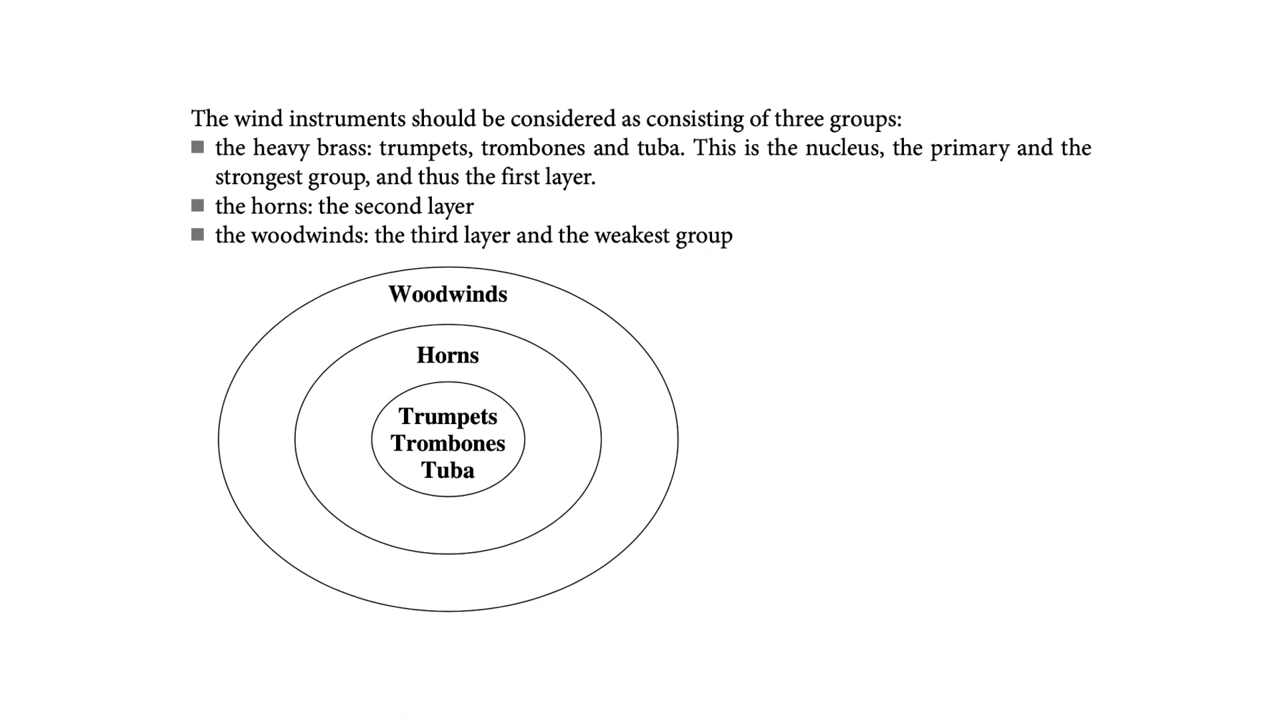 The wind instruments should be considered as consisting of three groups:
■ the heavy brass: trumpets, trombones and tuba. This is the nucleus, the primary and the
strongest group, and thus the first layer.
■ the horns: the second layer
■ the woodwinds: the third layer and the weakest group
Woodwinds
Horns
Trumpets
Trombones
Tuba